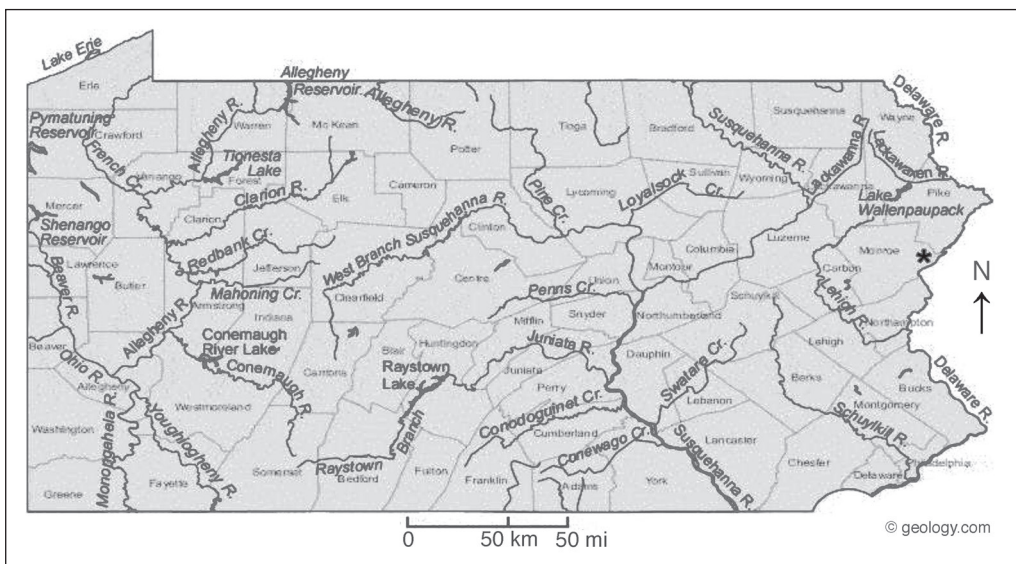 Lake Erie
Erie
Allegheny
Reservoir
Allegheny R.
Delaware R.
Pymatuning
Reservoir
Crawford
French Cr.
Allegheny R.
Warren
Mc Kean
Potter
Tioga
Bradford
Susquehanna R.
Susquehanna
Wayne
Lackawanna R.
Lackawaxen R.
Tionesta
Lake
Venango
Forest
Clarion R.
Elk
Cameron
Pine Cr.
Lycoming
Loyalsock
Cr.
Sullivan
Wyoming
Lake
Wallenpaupack
Pike
Mercer
Shenango
Reservoir
Clarion
West Branch Susquehanna R.
Clinton
Columbia
Luzerne
Monroe
*
N
Redbank Cr.
Jefferson
Lawrence
Beaver R.
Butler
Mahoning Cr.
Clearfield
Centre
Union
Montour
Carbon
Lehigh R.
Northampton
Armstrong
Indiana
Penns Cr.
Mifflin
Snyder
Northumberland
Schuylkill
Allegheny R.
Conemaugh
River Lake
Conemaugh R.
Beaver
Ohio R.
Allegheny
Cambria
Blair
Huntingdon
Raystown
Lake
Juniata R.
Juniata
Perry
Dauphin
Swatara Cr.
Lebanon
Lehigh
Berks
Bucks
Montgomery
Delaware R.
Schuylkill R.
Washington
Monongahela R.
Youghiogheny R.
Westmoreland
Conodoguinet Cr.
Cumberland
Conewago Cr.
Susquehanna R.
Lancaster
Chester
Delaware
Philadelphia
Greene
Fayette
Somerset
Raystown
Branch
Bedford
Fulton
Franklin
Adams
York
0
50 km
50 mi
© geology.com